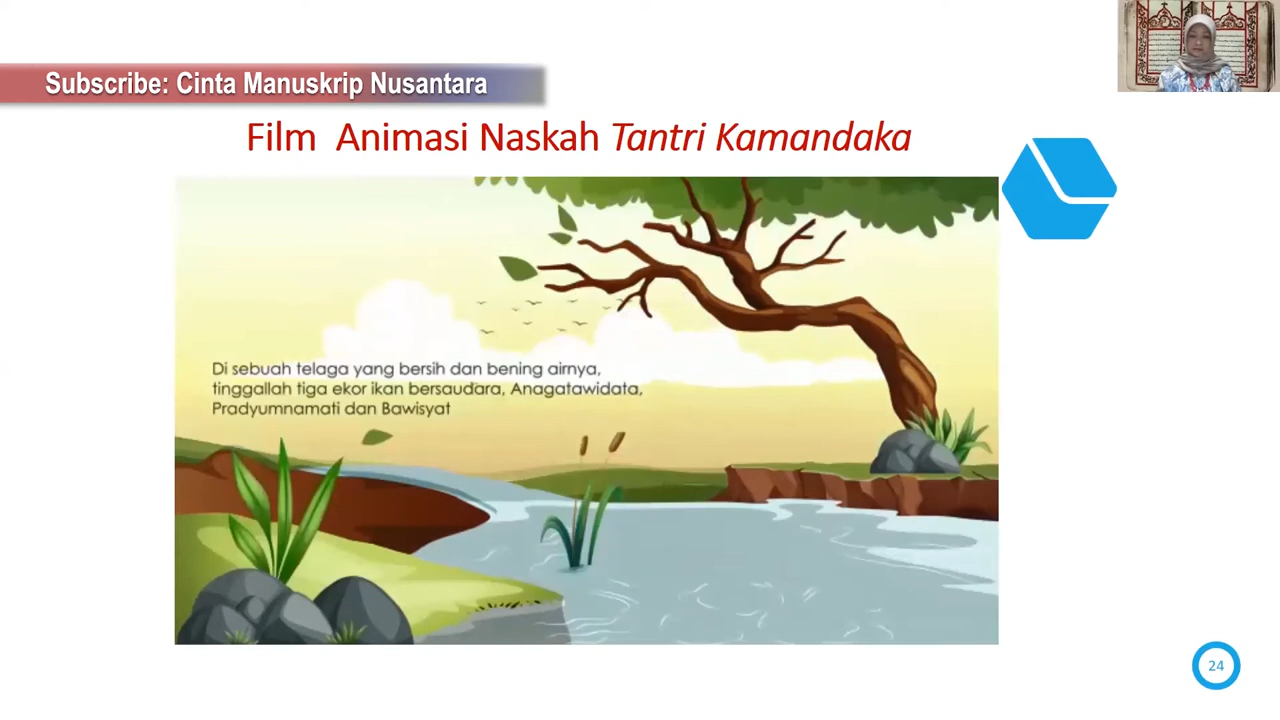 Subscribe: Cinta Manuskrip Nusantara
Film Animasi Naskah Tantri Kamandaka
Di sebuah telaga yang bersih dan bening airnya,
tinggallah tiga ekor ikan bersaudara, Anagatawidata,
Pradyumnamati dan Bawisyat
24